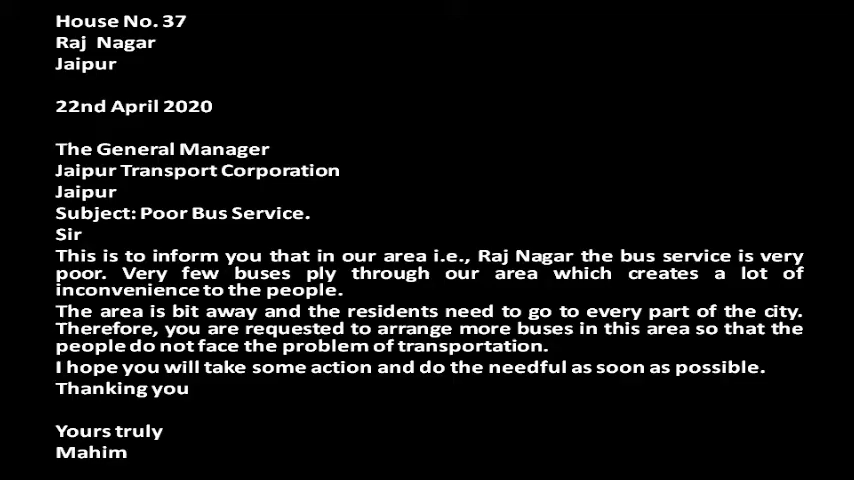 House No. 37
Raj Nagar
Jaipur
22nd April 2020
The General Manager
Jaipur Transport Corporation
Jaipur
Subject: Poor Bus Service.
Sir
This is to inform you that in our area i.e., Raj Nagar the bus service is very
poor. Very few buses ply through our area which creates a lot of
inconvenience to the people.
The area is bit away and the residents need to go to every part of the city.
Therefore, you are requested to arrange more buses in this area so that the
people do not face the problem of transportation.
I hope you will take some action and do the needful as soon as possible.
Thanking you
Yours truly
Mahim